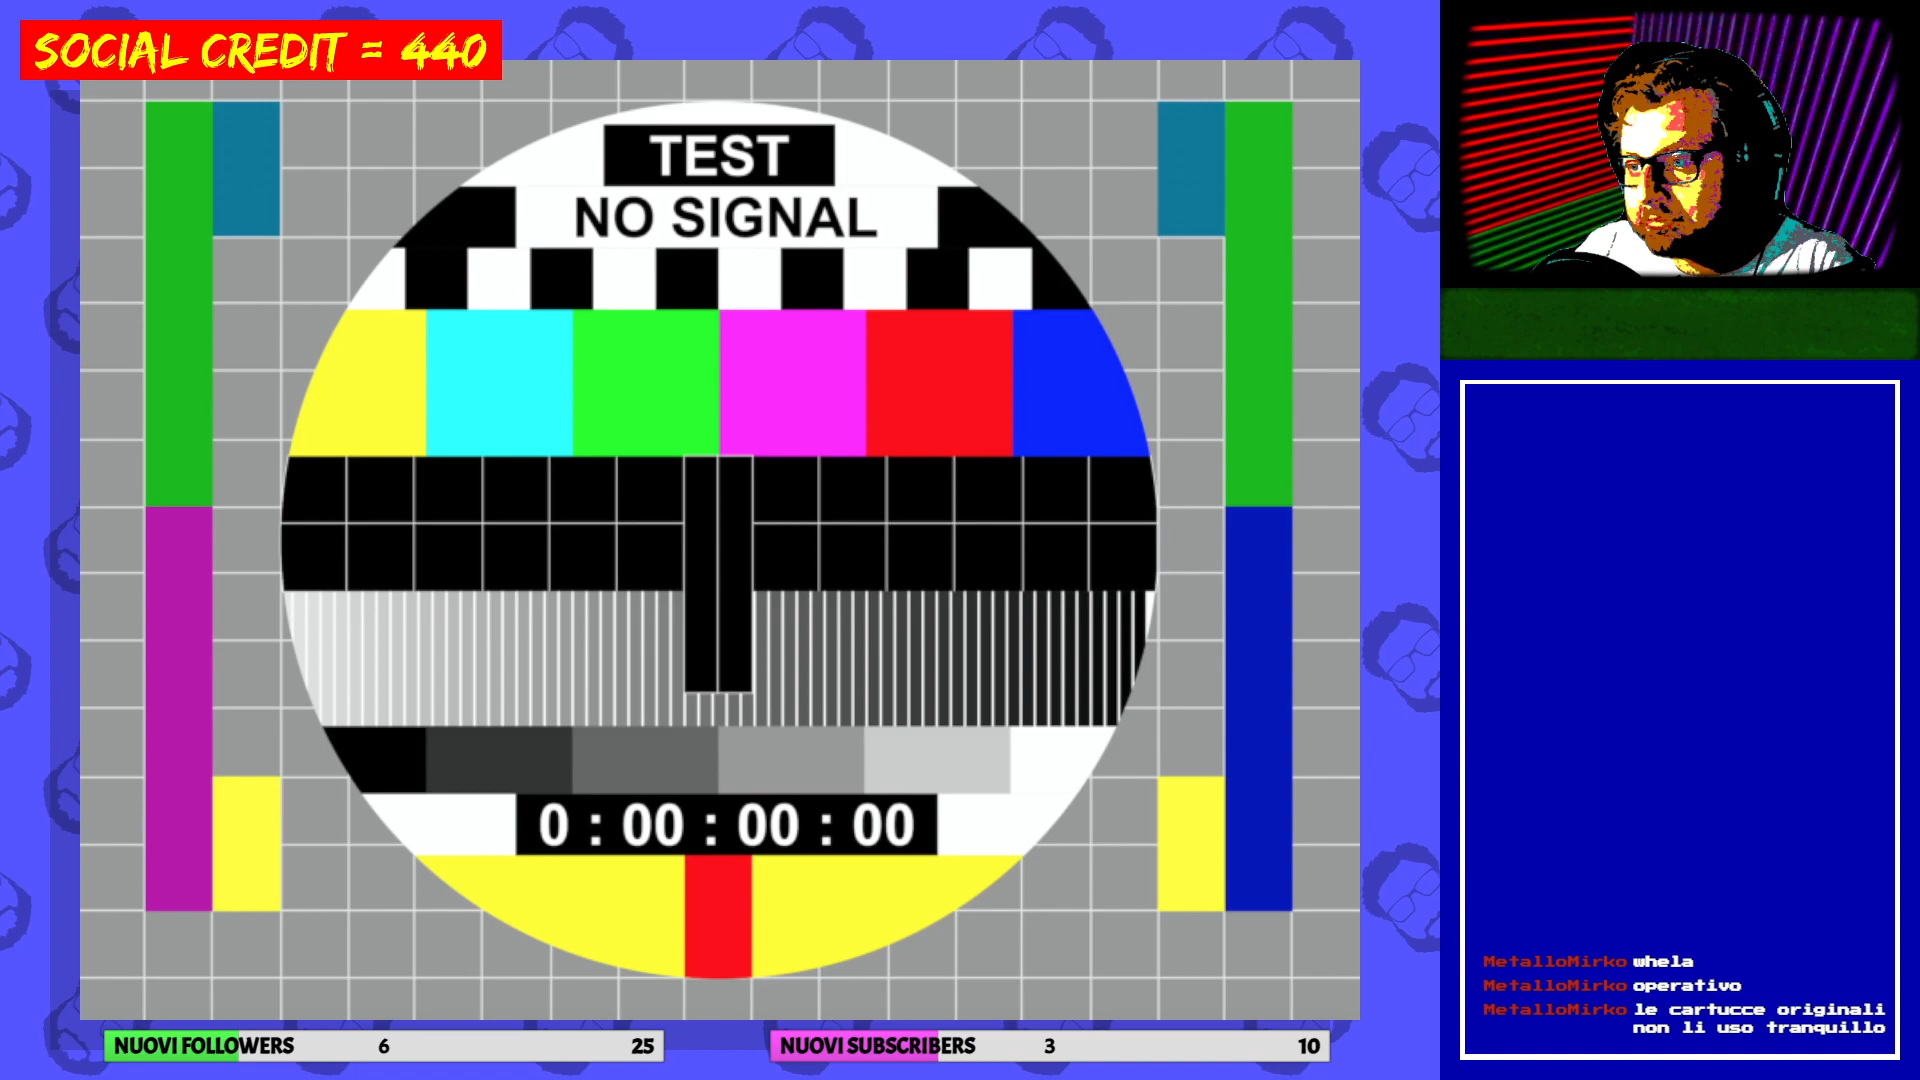 SOCIAL CREDIT = 440
TEST
NO SIGNAL
0 : 00 : 00 : 00
NUOVI FOLLOWERS 6 25
NUOVI SUBSCRIBERS 3 10
MetalloMirko whela
MetalloMirko operativo
MetalloMirko le cartucce originali
non li uso tranquillo